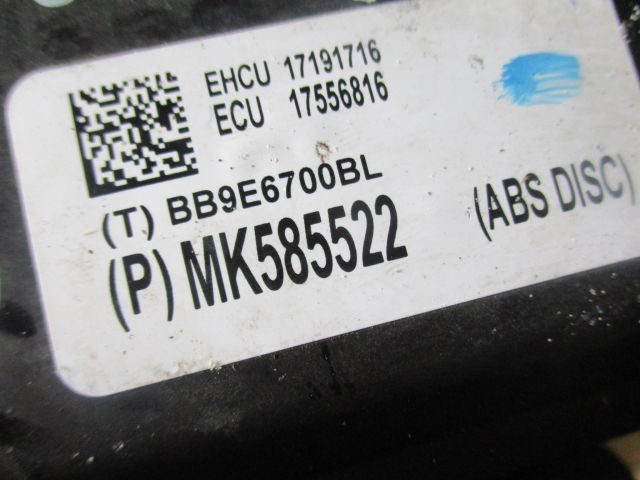 EHCU 17191716
ECU 17556816
(T) BB9E6700BL
(P) MK585522 (ABS DISC)